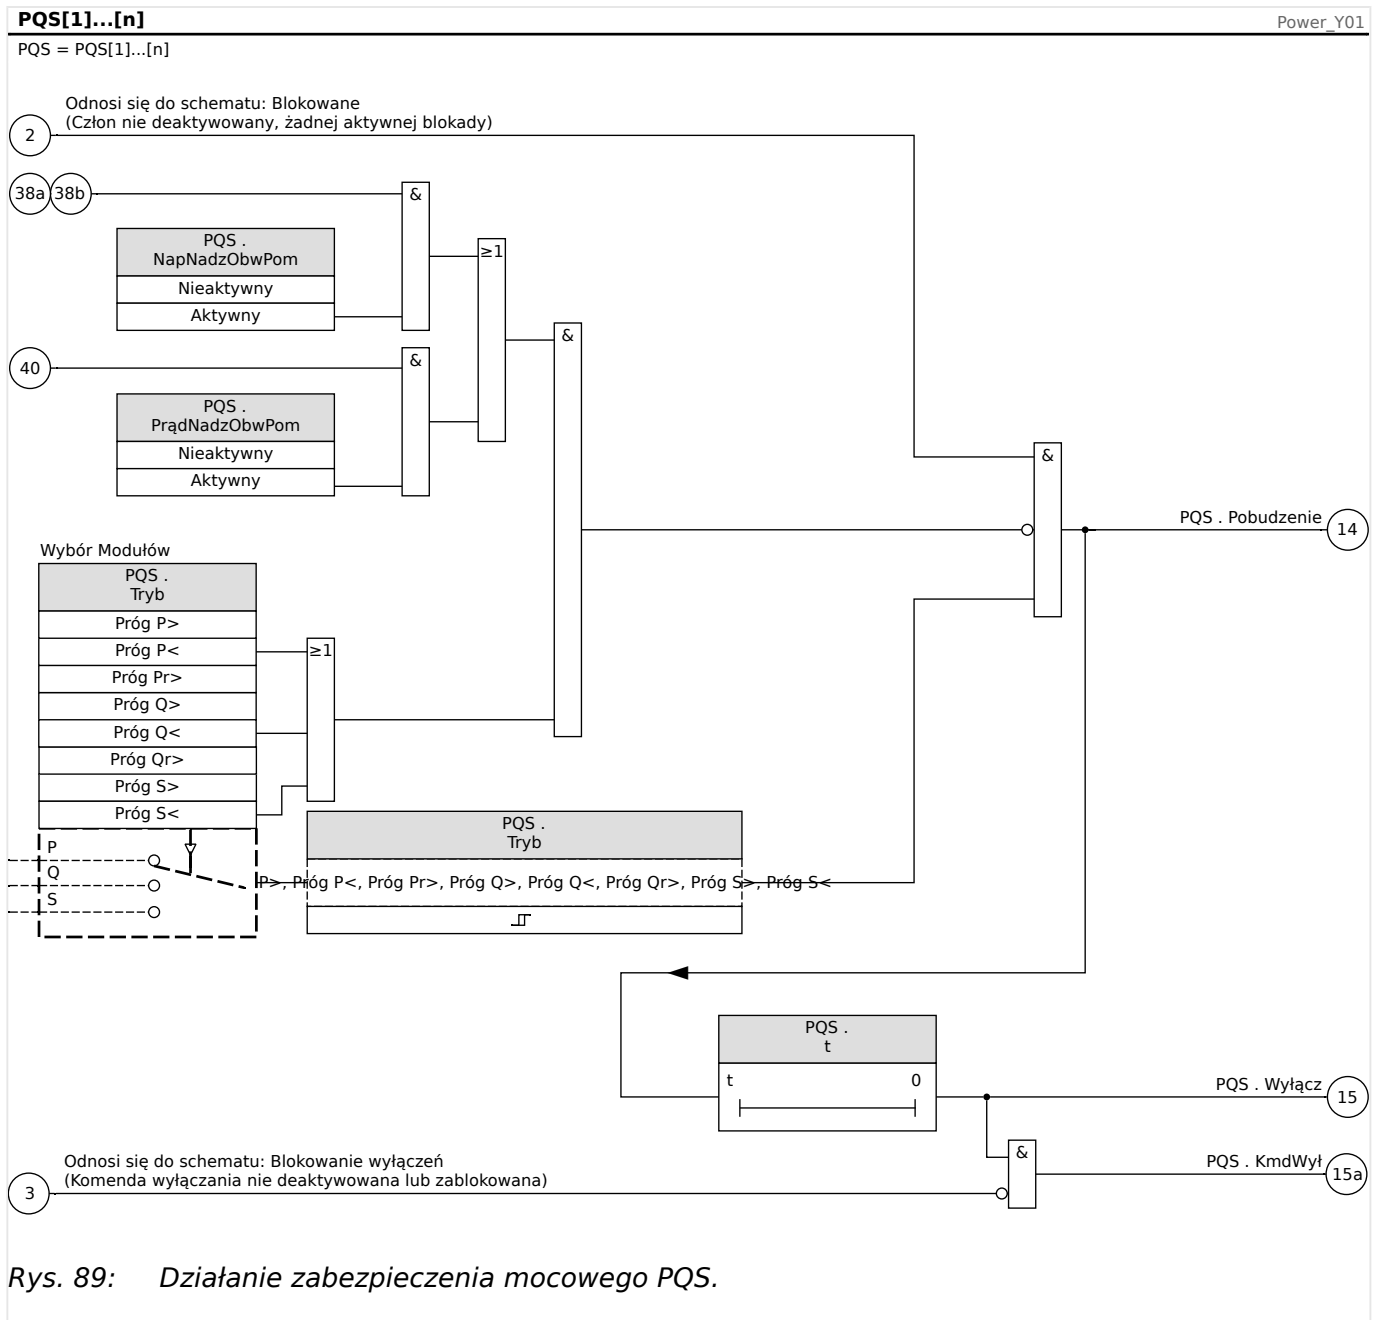 PQS[1]...[n]
Power_Y01
PQS = PQS[1]...[n]
Odnosi się do schematu: Blokowane
(Człon nie deaktywowany, żadnej aktywnej blokady)
2
38a 38b
&
PQS .
NapNadzObwPom
≥1
Nieaktywny
Aktywny
&
40
&
PQS .
PrądNadzObwPom
Nieaktywny
Aktywny
&
PQS . Pobudzenie
14
Wybór Modułów
PQS .
Tryb
Próg P>
Próg P<
≥1
Próg Pr>
Próg Q>
Próg Q<
Próg Qr>
Próg S>
Próg S<
PQS .
Tryb
P
Q
S
P>, Próg P<, Próg Pr>, Próg Q>, Próg Q<, Próg Qr>, Próg S>, Próg S<
PQS .
t
t 0
PQS . Wyłącz
15
&
PQS . KmdWył
15a
Odnosi się do schematu: Blokowanie wyłączeń
(Komenda wyłączania nie deaktywowana lub zablokowana)
3
Rys. 89: Działanie zabezpieczenia mocowego PQS.